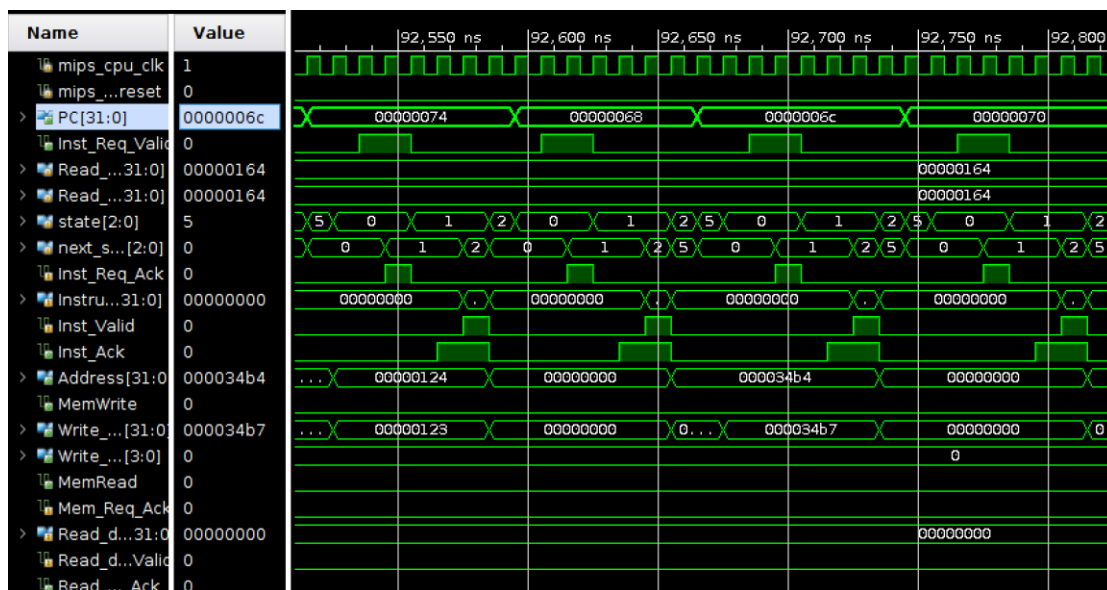 Name Value 92,550 ns 92,600 ns 92,650 ns 92,700 ns 92,750 ns 92,800
mips_cpu_clk 1
mips_...reset 0
PC[31:0] 0000006c 00000074 00000068 0000006c 00000070
Inst_Req_Valid 0
Read_...31:0] 00000164 00000164
Read_...31:0] 00000164 00000164
state[2:0] 5 5 0 1 2 0 1 2 5 0 1 2 5 0 1 2
next_s...[2:0] 0 0 1 2 0 1 2 5 0 1 2 5 0 1 2 5
Inst_Req_Ack 0
Instru...31:0] 00000000 00000000 . 00000000 . 00000000 . 00000000 .
Inst_Valid 0
Inst_Ack 0
Address[31:0 000034b4 ... 00000124 00000000 000034b4 00000000
MemWrite 0
Write_...[31:0] 000034b7 ... 00000123 00000000 0... 000034b7 00000000 0
Write_...[3:0] 0 0
MemRead 0
Mem_Req_Ack 0
Read_d...31:0 00000000 00000000
Read_d...Valid 0
Read_... Ack 0